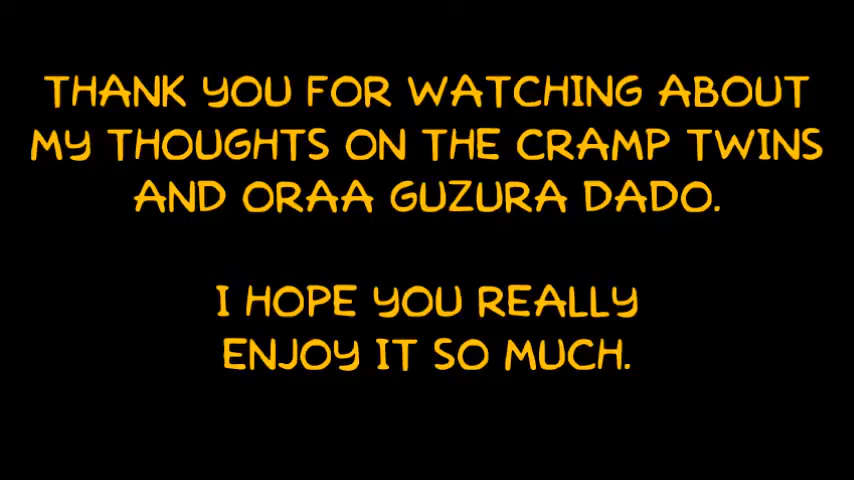 THANK YOU FOR WATCHING ABOUT
MY THOUGHTS ON THE CRAMP TWINS
AND ORAA GUZURA DADO.
I HOPE YOU REALLY
ENJOY IT SO MUCH.